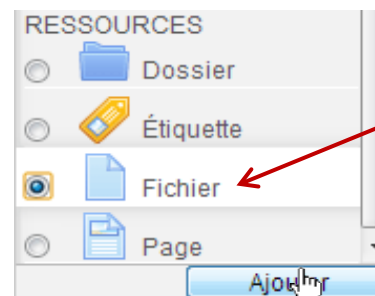 RESSOURCES
Dossier
Étiquette
Fichier
Page
Ajouter